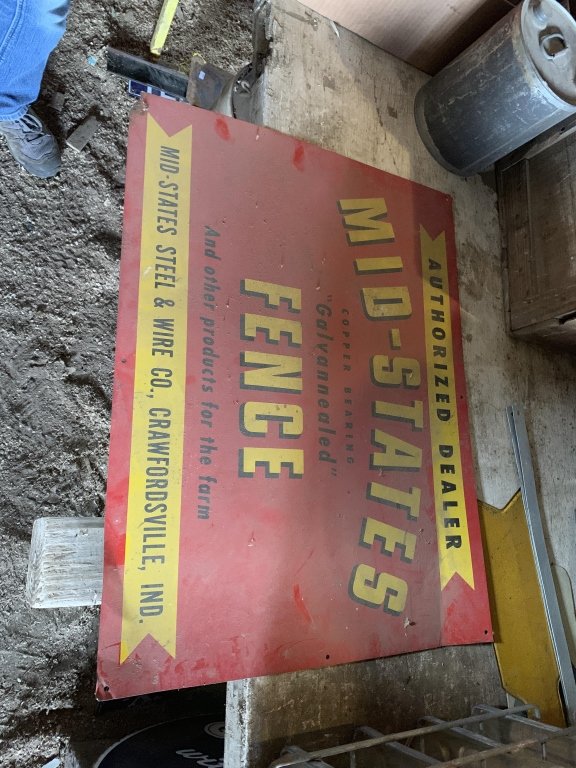 AUTHORIZED DEALER
MID-STATES
COPPER BEARING
"Galvannealed"
FENCE
And other products for the farm
MID-STATES STEEL & WIRE CO., CRAWFORDSVILLE, IND.